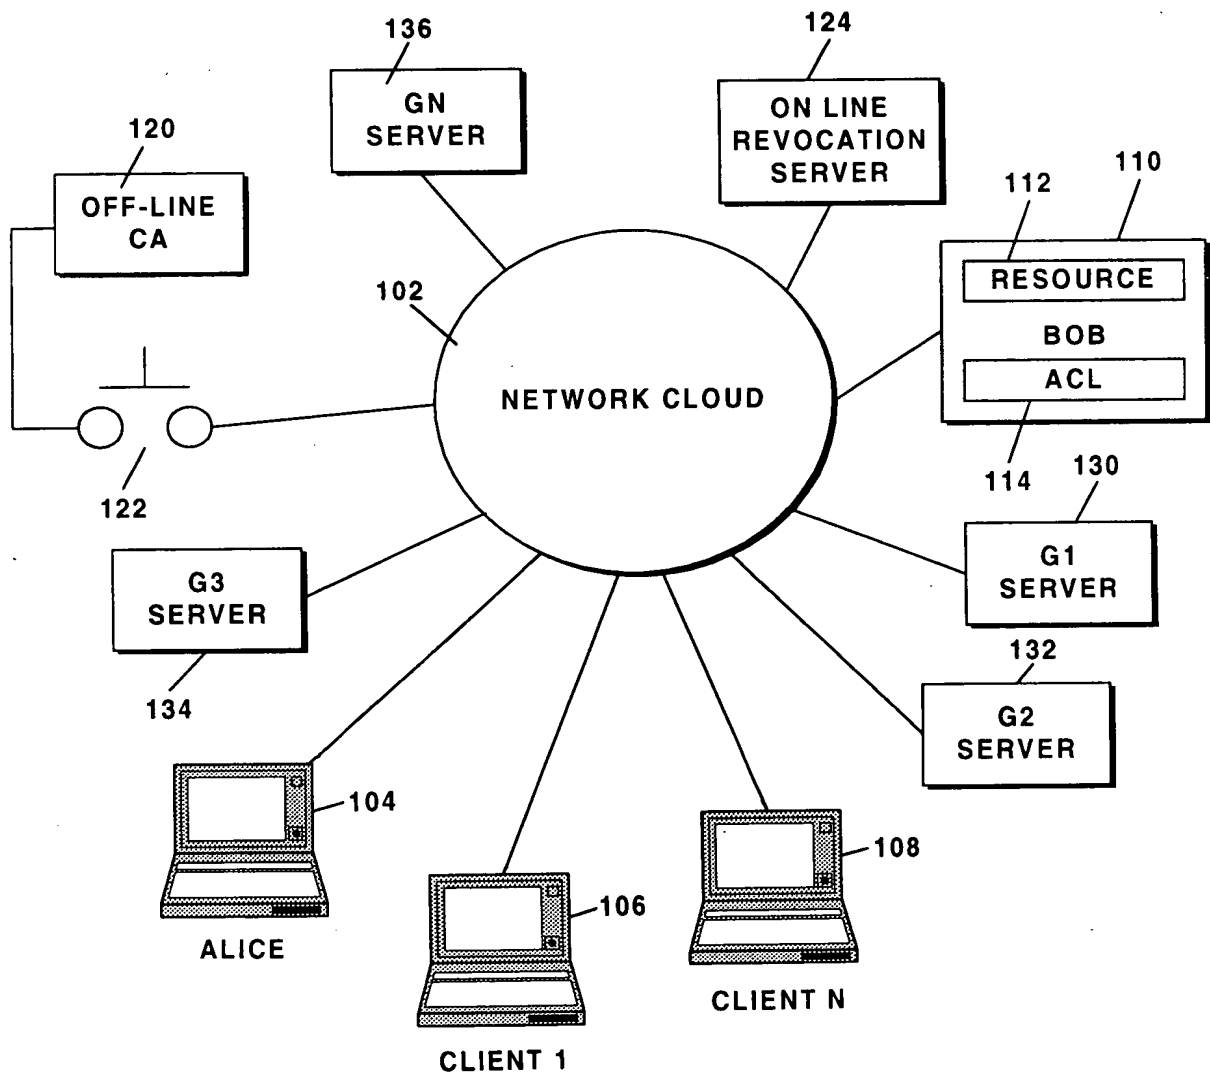 136
GN
SERVER
124
ON LINE
REVOCATION
SERVER
120
OFF-LINE
CA
110
112
RESOURCE
BOB
ACL
114
102
NETWORK CLOUD
122
130
G1
SERVER
G3
SERVER
134
132
G2
SERVER
104
ALICE
106
CLIENT 1
108
CLIENT N